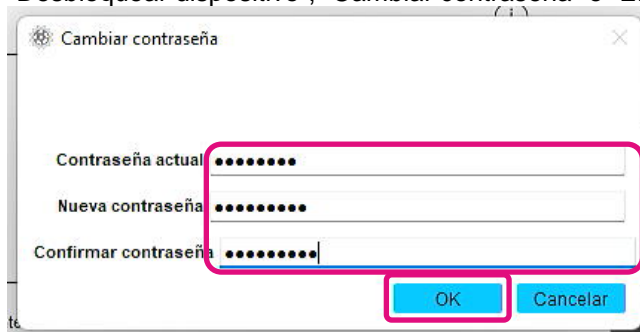 Cambiar contraseña
Contraseña actual ••••••••
Nueva contraseña •••••••••
Confirmar contraseña •••••••••
OK Cancelar